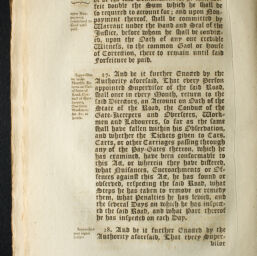 feit double the Sum which he shall be
required to account for; and upon Non-
payment thereof, shall be committed by
Warrant under the Hand and Seal of the
Justice, before whom he shall be convict-
ed, upon the Oath of any one credible
Witness, to the common Goal or House
of Correction, there to remain until said
Forfeiture be paid.
17. And be it further Enacted by the
Authority aforesaid, That every Person
appointed Supervisor of the said Road,
shall once in every Month, return to the
said Directors, an Account on Oath of the
State of the Road, the Conduct of the
Gate-Keepers and Overseers, Work-
men and Labourers, so far as the same
shall have fallen within his Observation,
and whether the Tickets given to Cars,
Carts, or other Carriages passing through
any of the Pay-Gates thereon, which he
has examined, have been conformable to
this Act, or wherein they have differed,
what Nuisances, Encroachments or Of-
fences against this Act, he has found or
observed, respecting the said Road, what
Steps he has taken to remove or remedy
them, what Penalties he has levied, and
the several Days on which he has inspect-
ed the said Road, and what Part thereof
he has inspected on each Day.
18. And be it further Enacted by the
Authority aforesaid, That every Super-
visor